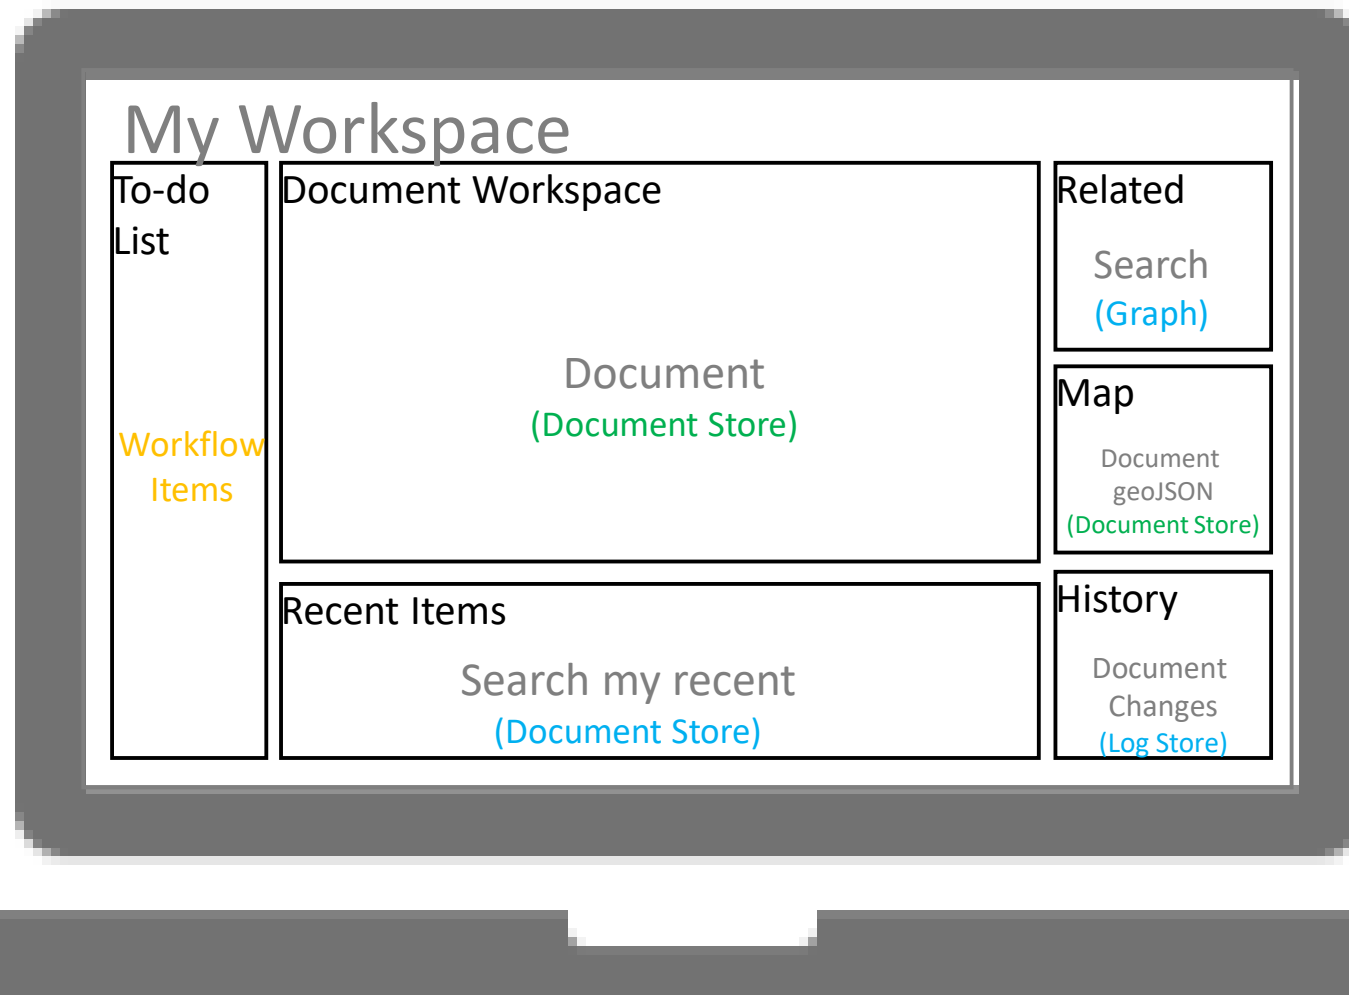 My Workspace
To-do
List
Workflow
Items
Document Workspace
Document
(Document Store)
Recent Items
Search my recent
(Document Store)
Related
Search
(Graph)
Map
Document
geoJSON
(Document Store)
History
Document
Changes
(Log Store)